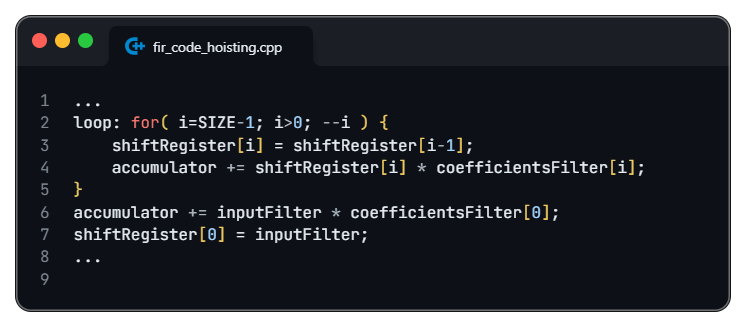 fir_code_hoisting.cpp
1 ...
2 loop: for( i=SIZE-1; i>0; --i ) {
3     shiftRegister[i] = shiftRegister[i-1];
4     accumulator += shiftRegister[i] * coefficientsFilter[i];
5 }
6 accumulator += inputFilter * coefficientsFilter[0];
7 shiftRegister[0] = inputFilter;
8 ...
9